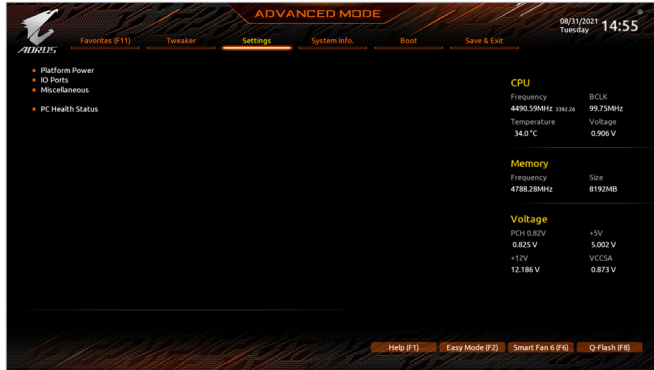 ADVANCED MODE
08/31/2021 Tuesday 14:55
AORUS
Favorites (F11) Tweaker Settings System Info. Boot Save & Exit
Platform Power
IO Ports
Miscellaneous
PC Health Status
CPU
Frequency BCLK
4490.59MHz 3392.26 99.75MHz
Temperature Voltage
34.0 °C 0.906 V
Memory
Frequency Size
4788.28MHz 8192MB
Voltage
PCH 0.82V +5V
0.825 V 5.002 V
+12V VCCSA
12.186 V 0.873 V
Help (F1) Easy Mode (F2) Smart Fan 6 (F6) Q-Flash (F8)